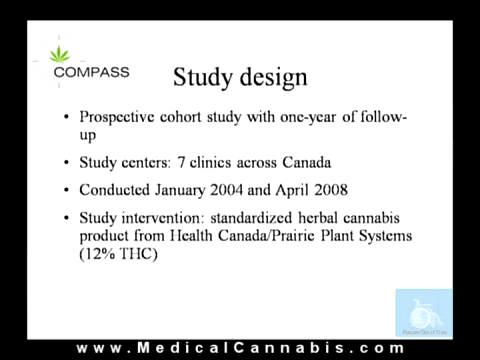 COMPASS
Study design
• Prospective cohort study with one-year of follow-
up
• Study centers: 7 clinics across Canada
• Conducted January 2004 and April 2008
• Study intervention: standardized herbal cannabis
product from Health Canada/Prairie Plant Systems
(12% THC)
www.MedicalCannabis.com